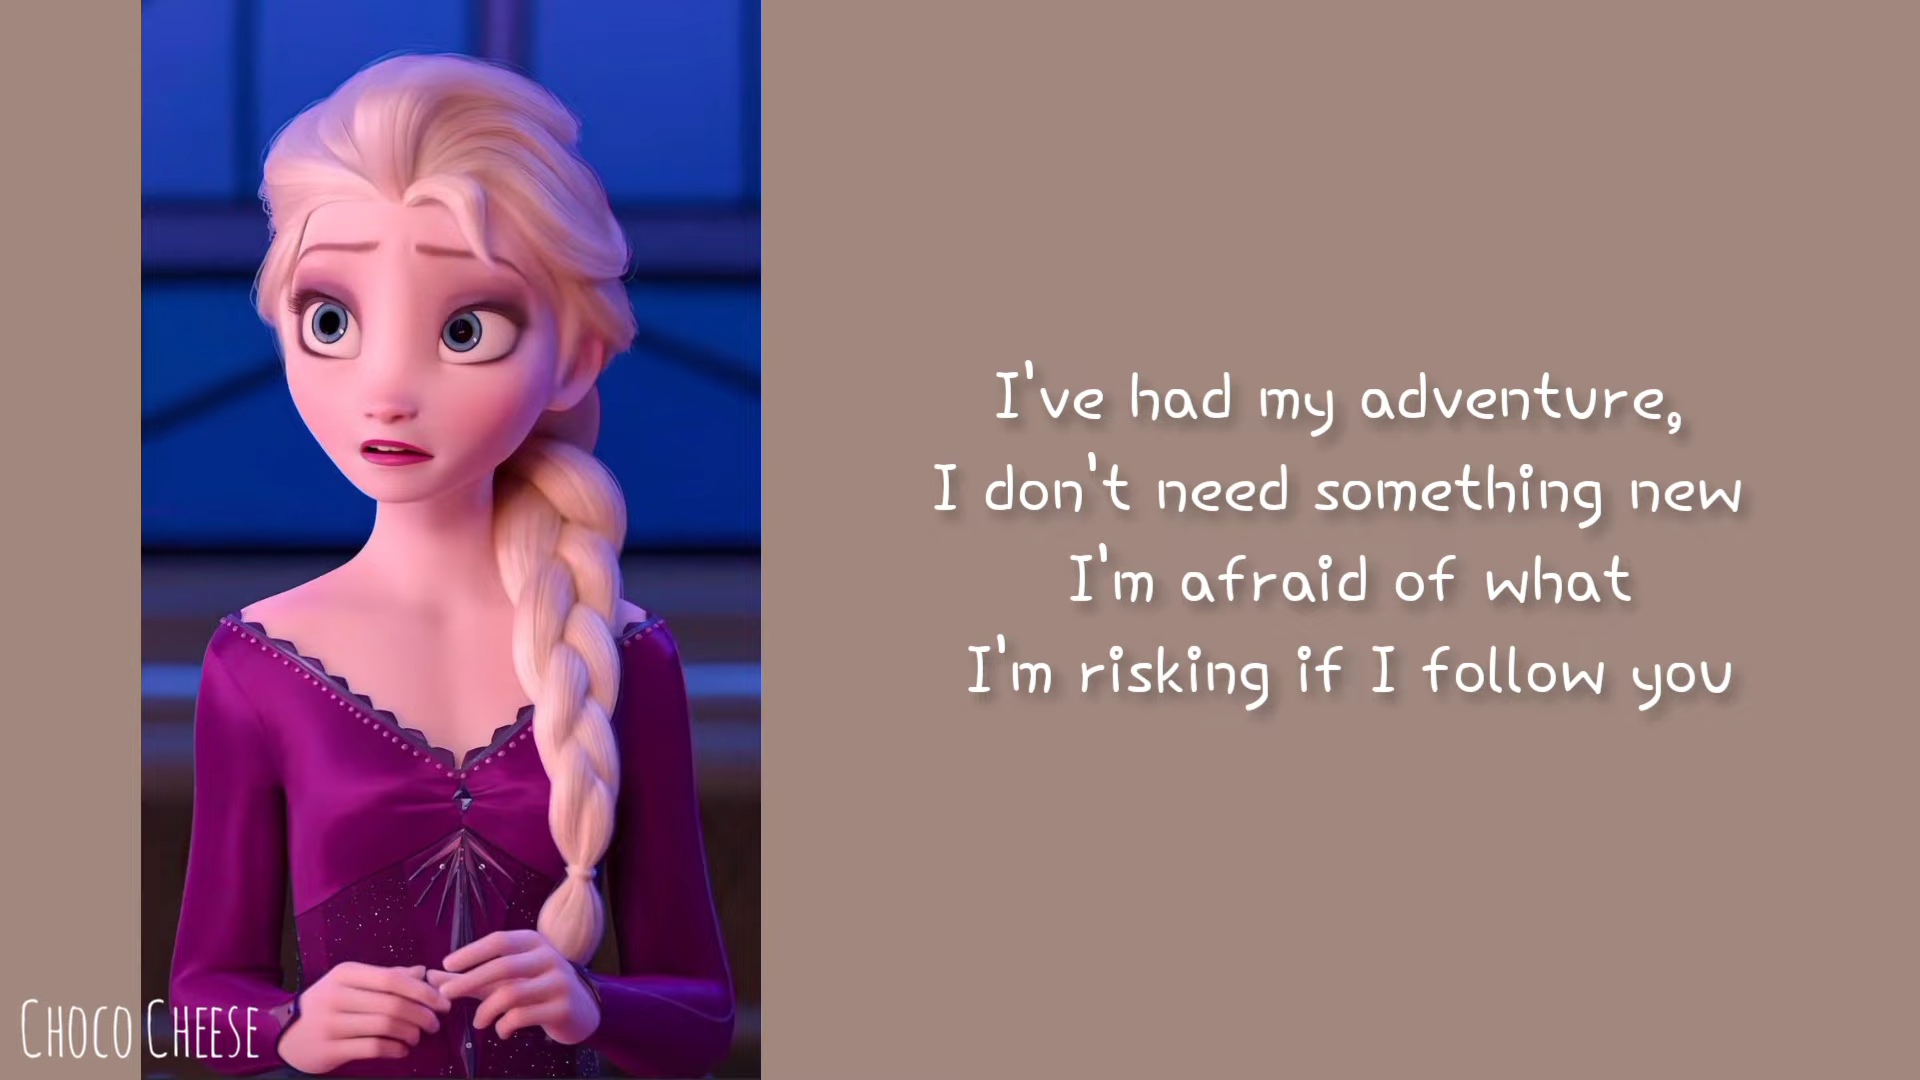 I've had my adventure,
I don't need something new
I'm afraid of what
I'm risking if I follow you
CHOCO CHEESE